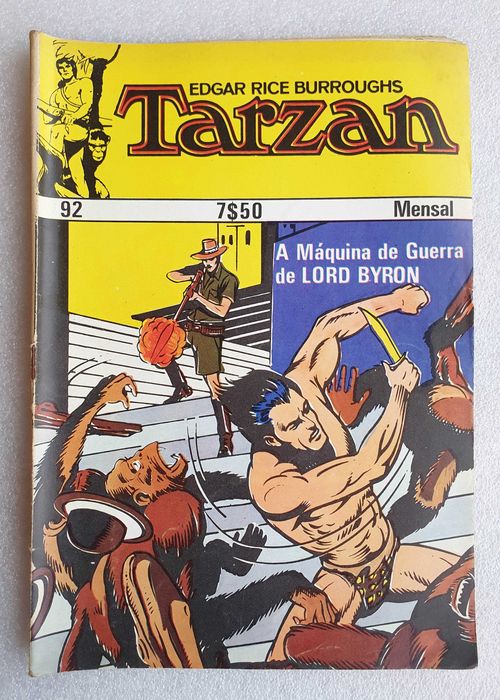 EDGAR RICE BURROUGHS
Tarzan
92 7$50 Mensal
A Máquina de Guerra
de LORD BYRON